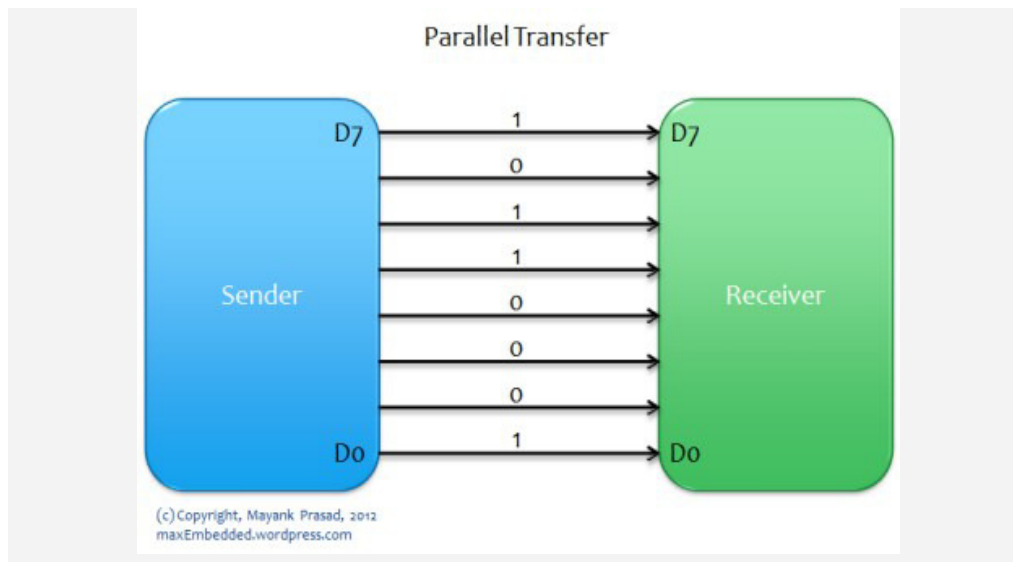 Parallel Transfer
D7 1 D7
0
1
1
0
Sender Receiver
0
0
D0 1 D0
(c) Copyright, Mayank Prasad, 2012
maxEmbedded.wordpress.com